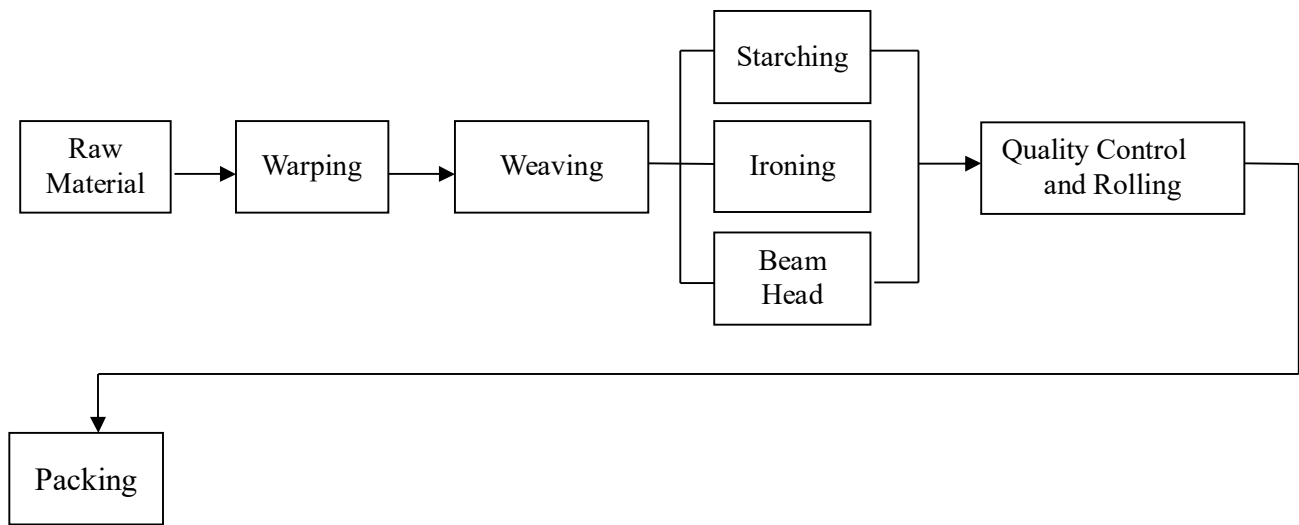 Raw
Material
Warping
Weaving
Starching
Ironing
Beam
Head
Quality Control
and Rolling
Packing